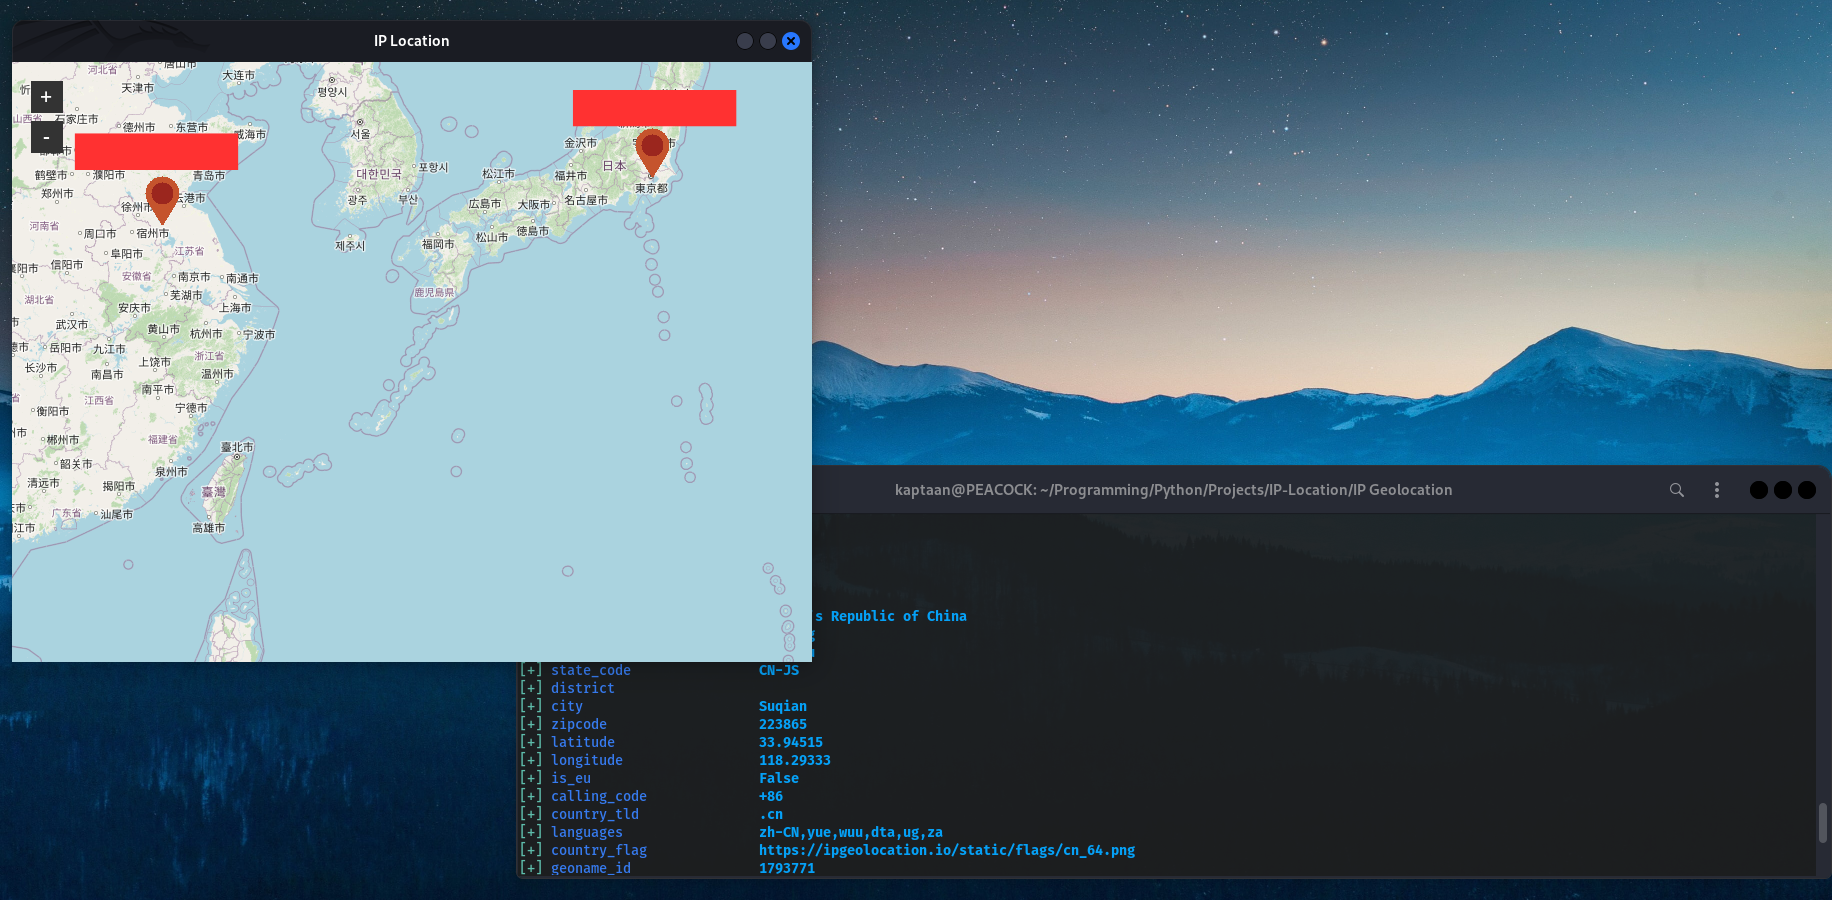 IP Location
+
-
河北省
唐山市
大连市
평양시
天津市
忻
山西省
石家庄市
德州市
东营市
威海市
서울
金沢市
포항시
日本
鹤壁市
濮阳市
青岛市
대한민국
松江市
福井市
東京都
郑州市
徐州市
云港市
광주
부산
広島市
大阪市
名古屋市
河南省
周口市
宿州市
松山市
徳島市
제주시
福岡市
阜阳市
江苏省
襄阳市
信阳市
安徽省
南京市
南通市
湖北省
芜湖市
鹿児島県
安庆市
上海市
武汉市
黄山市
杭州市
宁波市
岳阳市
九江市
浙江省
长沙市
上饶市
南昌市
温州市
南平市
江西省
衡阳市
宁德市
郴州市
福建省
臺北市
韶关市
泉州市
清远市
揭阳市
臺灣
广东省
汕尾市
高雄市
江市
kaptaan@PEACOCK: ~/Programming/Python/Projects/IP-Location/IP Geolocation
s Republic of China
g
[+] state_code CN-JS
[+] district
[+] city Suqian
[+] zipcode 223865
[+] latitude 33.94515
[+] longitude 118.29333
[+] is_eu False
[+] calling_code +86
[+] country_tld .cn
[+] languages zh-CN,yue,wuu,dta,ug,za
[+] country_flag https://ipgeolocation.io/static/flags/cn_64.png
[+] geoname_id 1793771